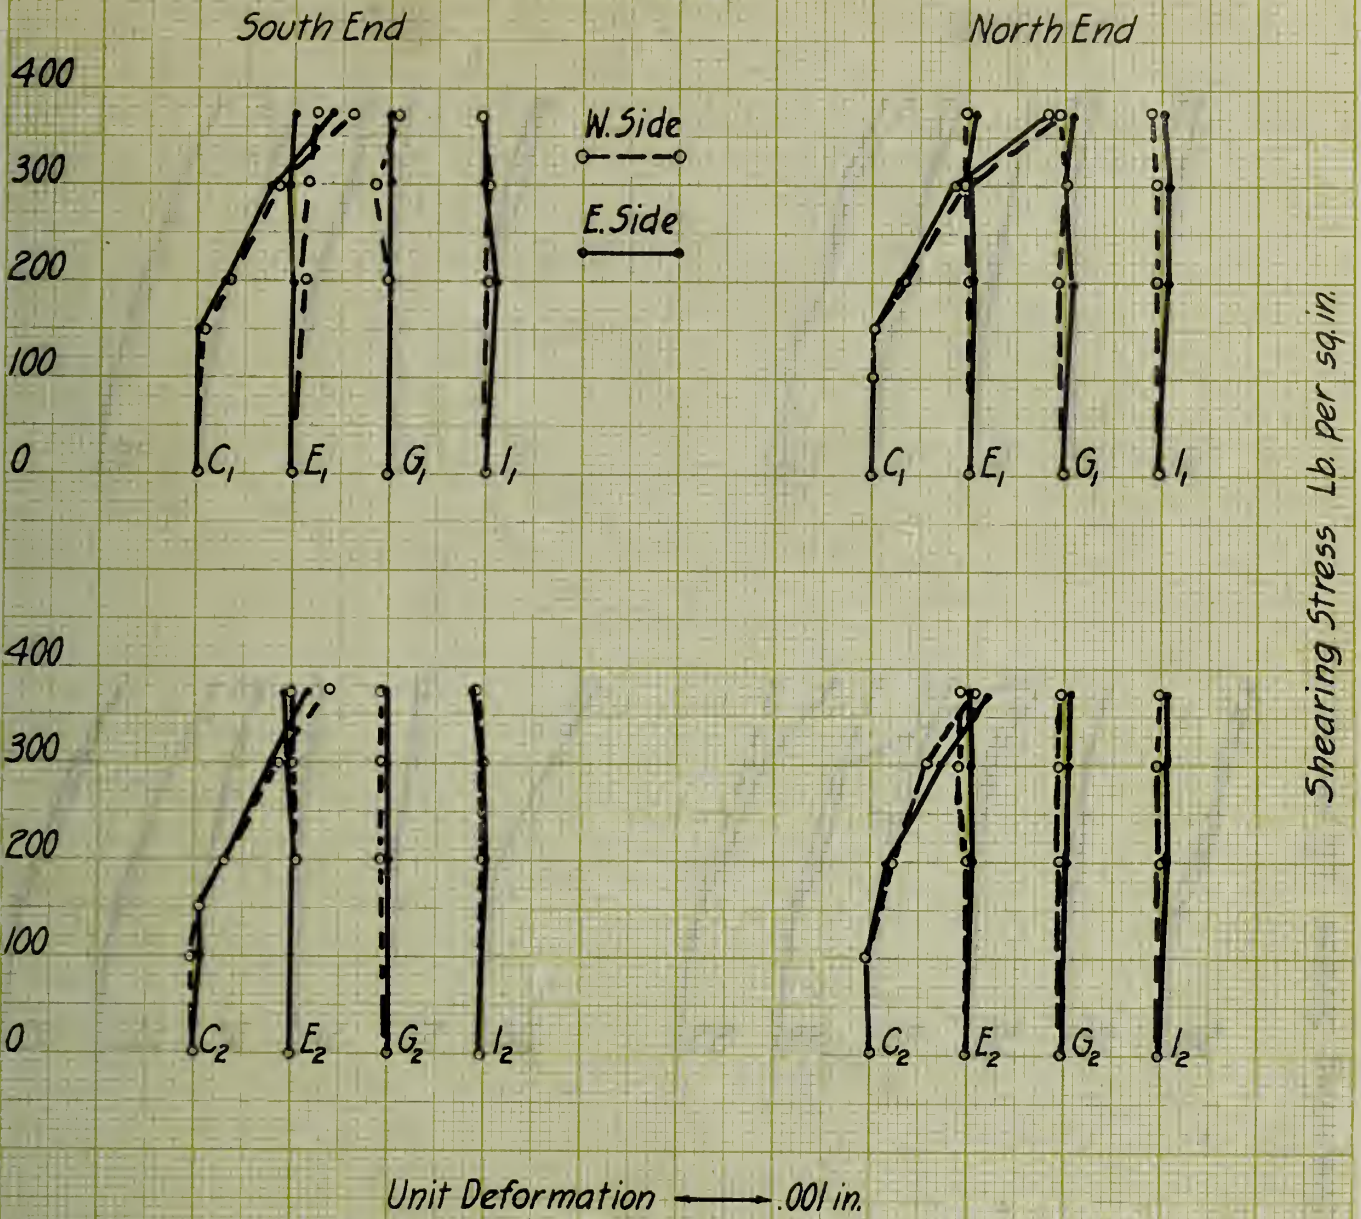 South End
North End
400
300
200
100
0
W. Side
E. Side
C₁ E₁ G₁ I₁
C₁ E₁ G₁ I₁
Shearing Stress Lb. per sq.in.
400
300
200
100
0
C₂ E₂ G₂ I₂
C₂ E₂ G₂ I₂
Unit Deformation .001 in.